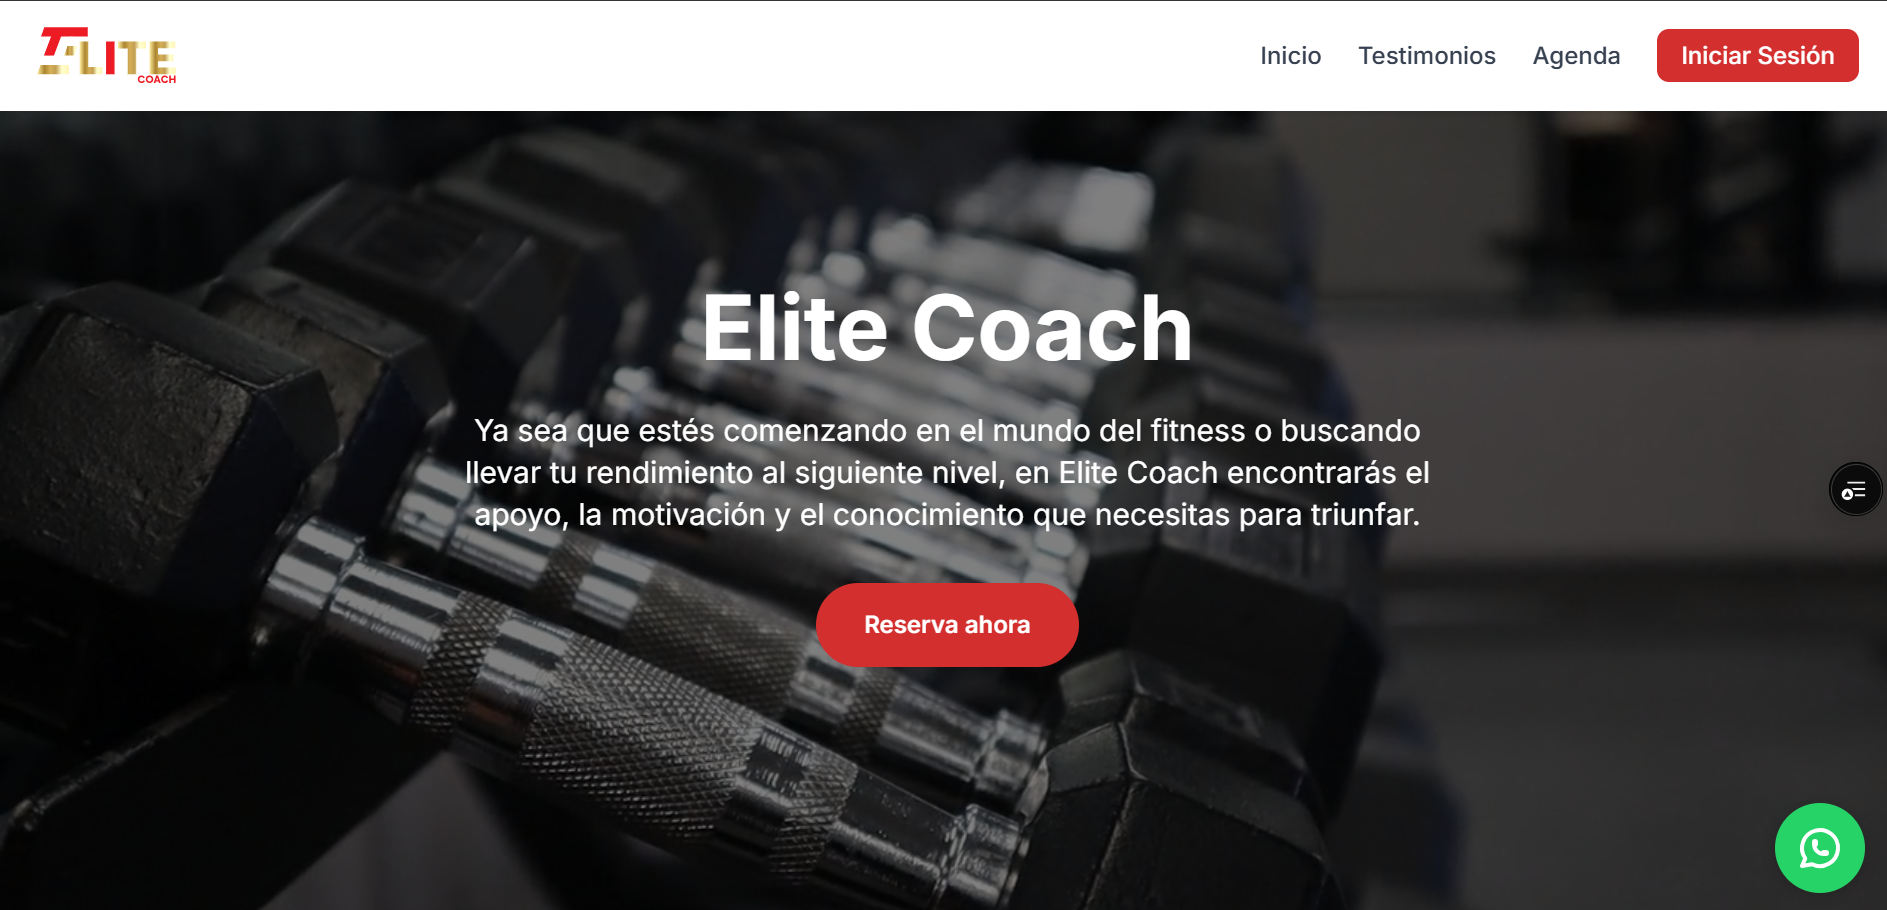 ELITE
COACH
Inicio
Testimonios
Agenda
Iniciar Sesión
Elite Coach
Ya sea que estés comenzando en el mundo del fitness o buscando
llevar tu rendimiento al siguiente nivel, en Elite Coach encontrarás el
apoyo, la motivación y el conocimiento que necesitas para triunfar.
Reserva ahora